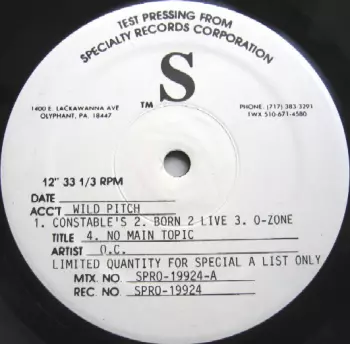 TEST PRESSING FROM
SPECIALTY RECORDS CORPORATION
S
TM
1400 E. LACKAWANNA AVE
OLYPHANT, PA. 18447
PHONE. (717) 383 3291
TWX 510-671-4580
12" 33 1/3 RPM
DATE
ACC'T WILD PITCH
1. CONSTABLE'S 2. BORN 2 LIVE 3. O-ZONE
TITLE 4. NO MAIN TOPIC
ARTIST O.C.
LIMITED QUANTITY FOR SPECIAL A LIST ONLY
MTX. NO. SPRO-19924-A
REC. NO. SPRO-19924